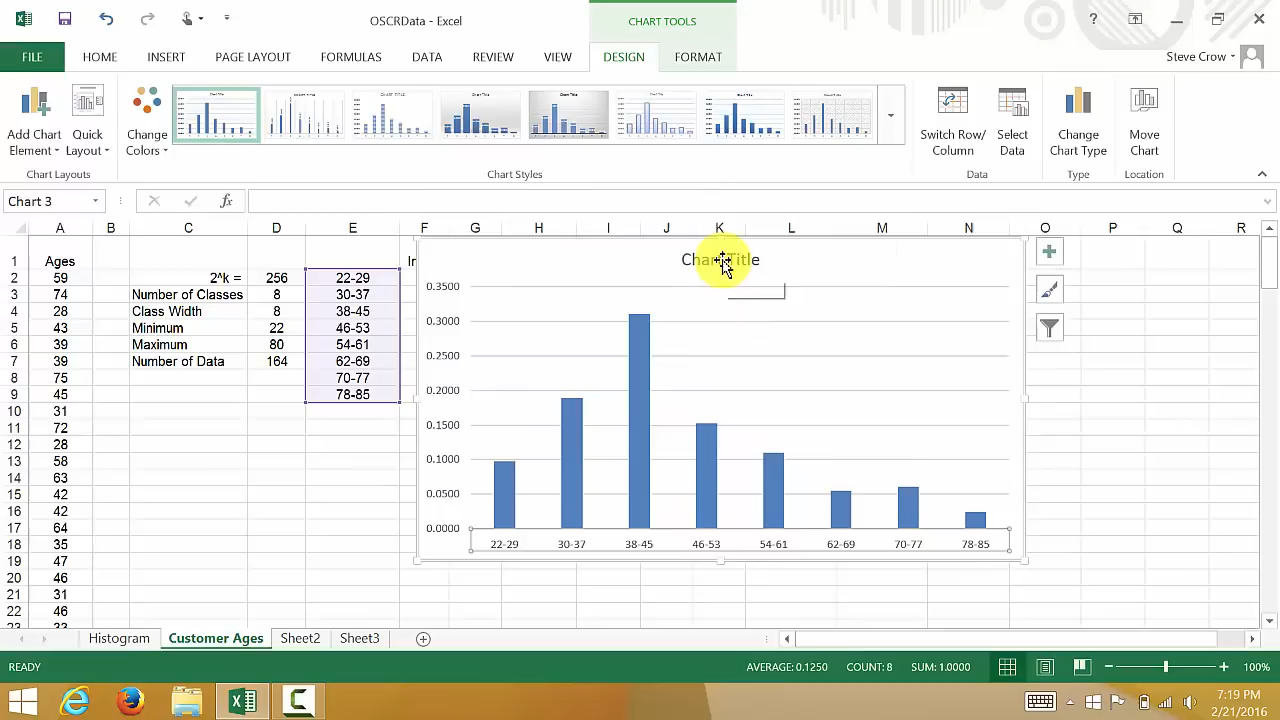 OSCRData - Excel
CHART TOOLS
?
FILE
HOME
INSERT
PAGE LAYOUT
FORMULAS
DATA
REVIEW
VIEW
DESIGN
FORMAT
Steve Crow
Add Chart
Element
Quick
Layout
Change
Colors
Switch Row/
Column
Select
Data
Change
Chart Type
Move
Chart
Chart Layouts
Chart Styles
Data
Type
Location
Chart 3
fx
A B C D E F G H I J K L M N O P Q R
1 Ages
2 59 2^k = 256 22-29
3 74 Number of Classes 8 30-37
4 28 Class Width 8 38-45
5 43 Minimum 22 46-53
6 39 Maximum 80 54-61
7 39 Number of Data 164 62-69
8 75 70-77
9 45 78-85
10 31
11 72
12 28
13 58
14 63
15 42
16 42
17 64
18 35
19 47
20 46
21 31
22 46
23
Chart Title
0.3500
0.3000
0.2500
0.2000
0.1500
0.1000
0.0500
0.0000
22-29 30-37 38-45 46-53 54-61 62-69 70-77 78-85
Histogram
Customer Ages
Sheet2
Sheet3
READY
AVERAGE: 0.1250
COUNT: 8
SUM: 1.0000
100%
7:19 PM
2/21/2016